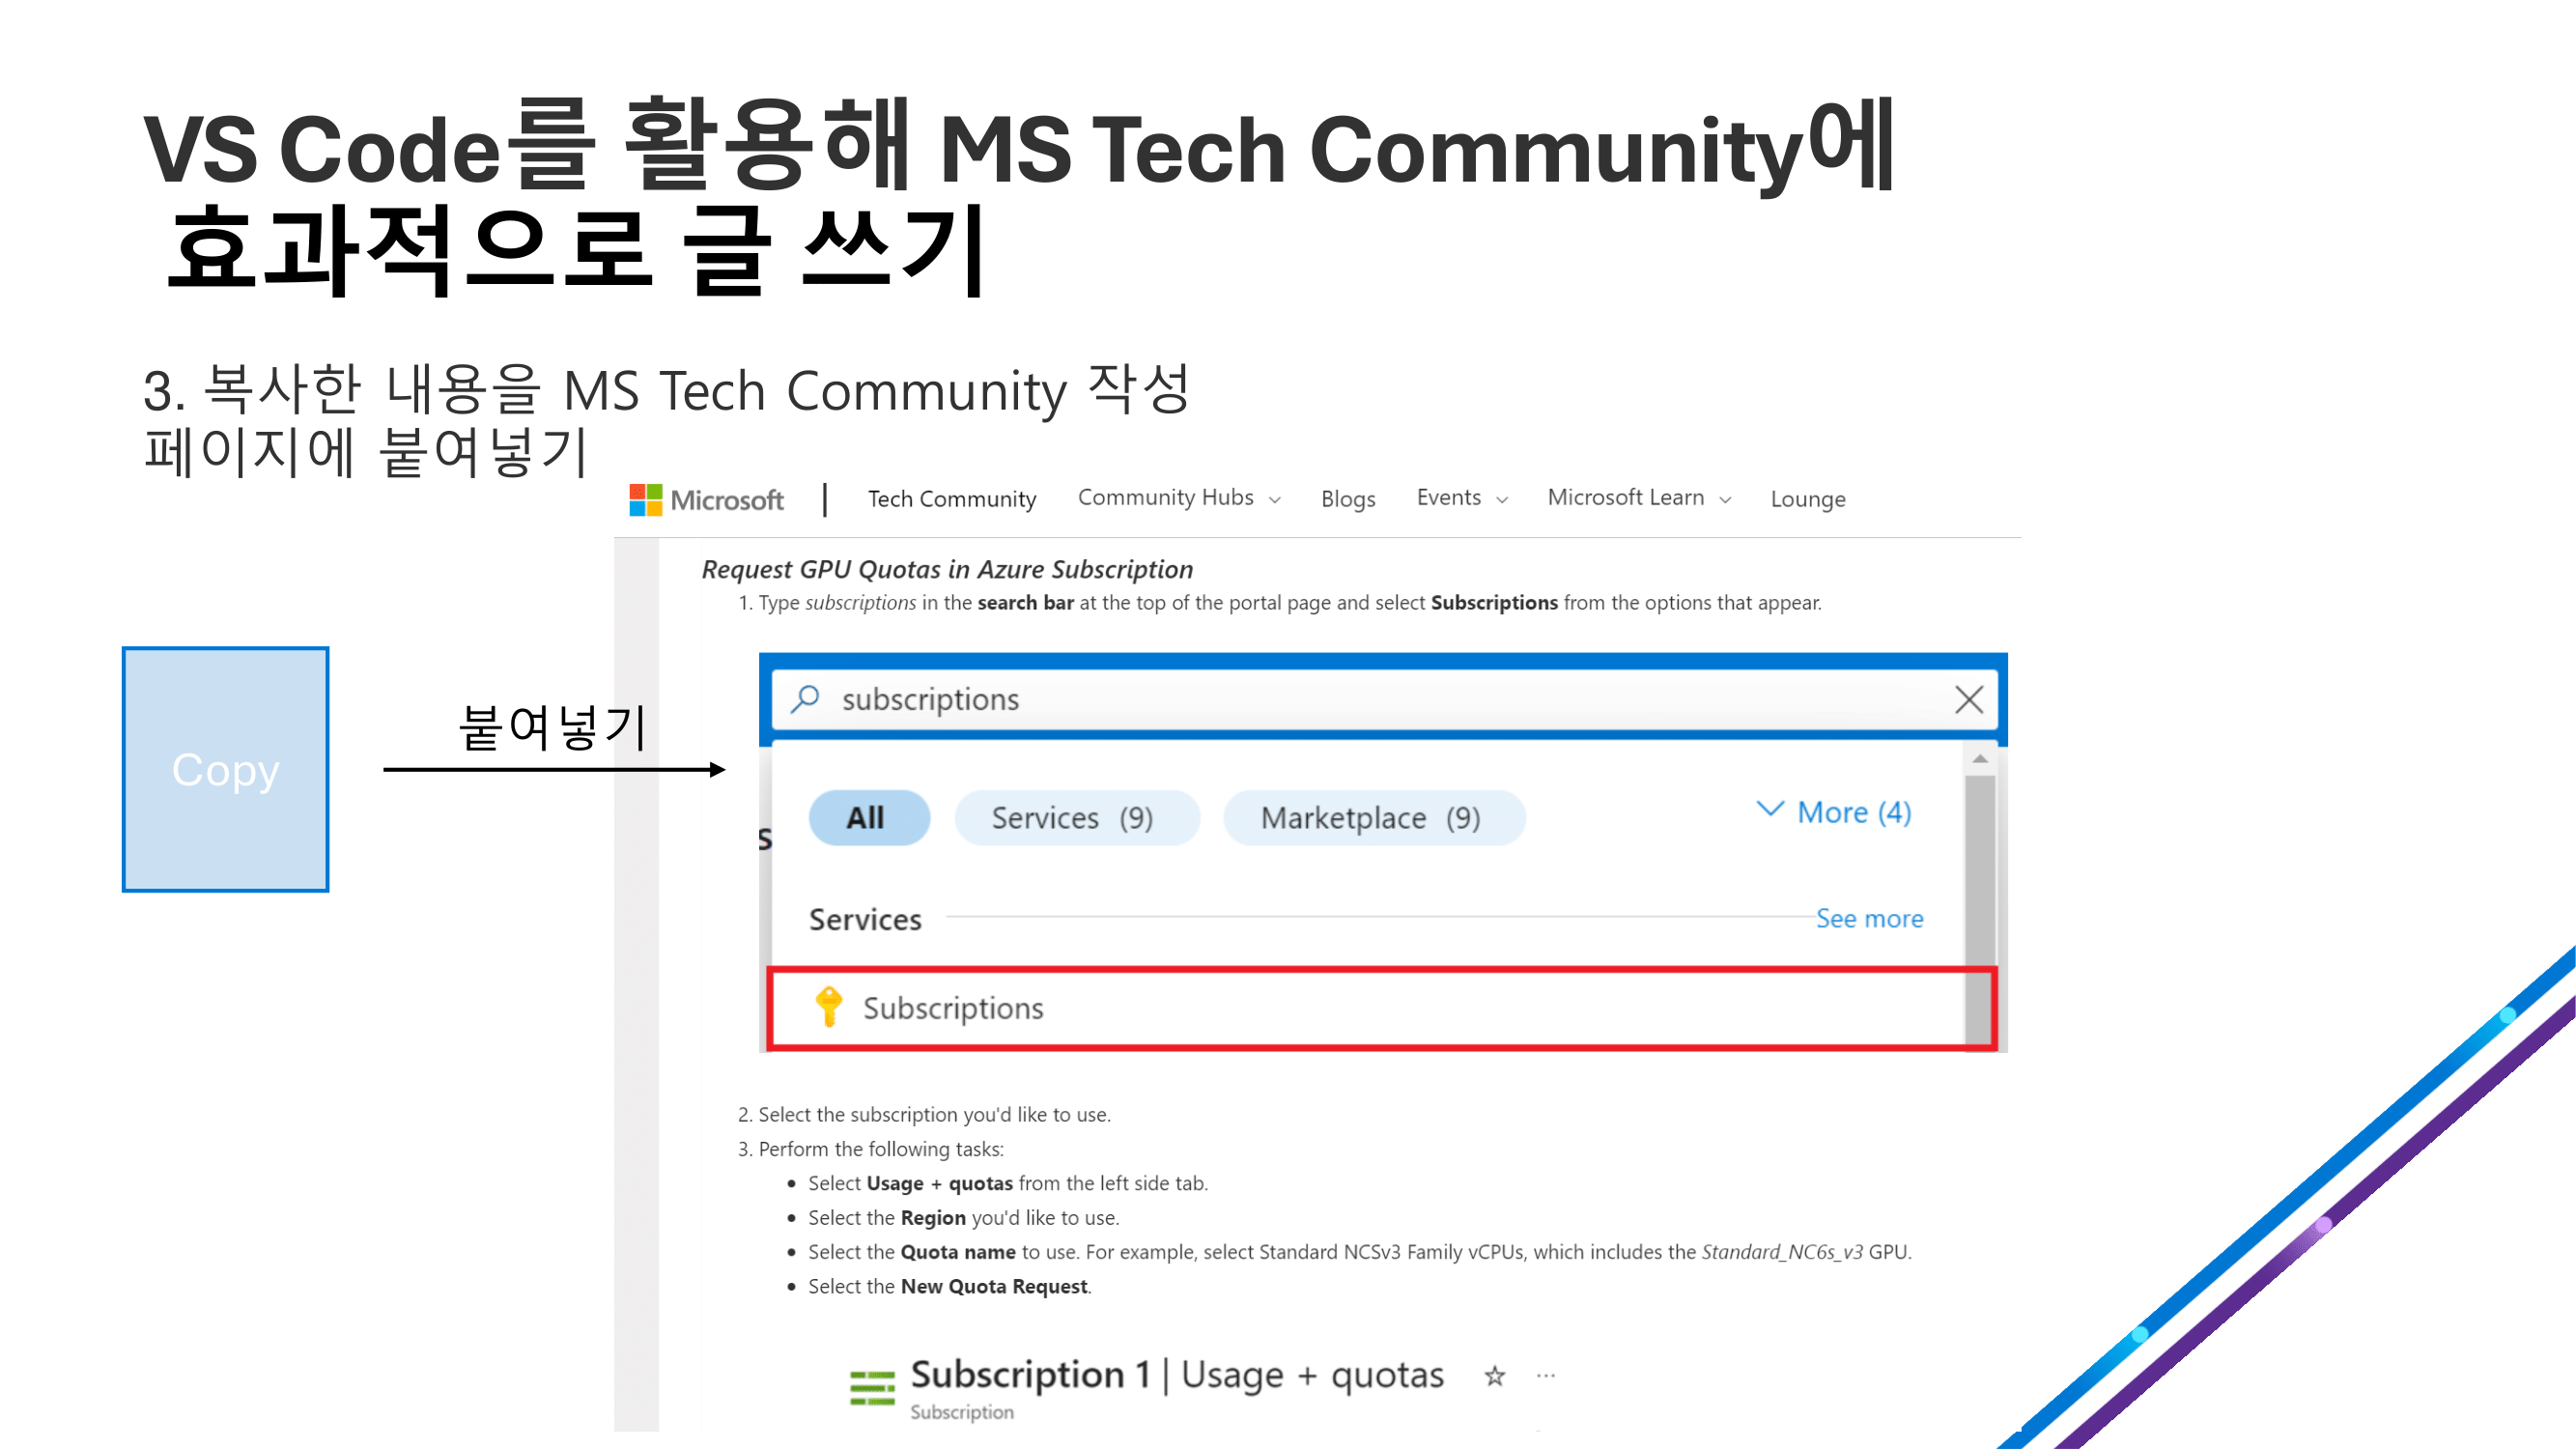 VS Code를 활용해 MS Tech Community에
효과적으로 글 쓰기
3. 복사한 내용을 MS Tech Community 작성
페이지에 붙여넣기
Microsoft | Tech Community Community Hubs Blogs Events Microsoft Learn Lounge
Request GPU Quotas in Azure Subscription
1. Type subscriptions in the search bar at the top of the portal page and select Subscriptions from the options that appear.
Copy
붙여넣기
subscriptions
All Services (9) Marketplace (9) More (4)
S
Services See more
Subscriptions
2. Select the subscription you'd like to use.
3. Perform the following tasks:
• Select Usage + quotas from the left side tab.
• Select the Region you'd like to use.
• Select the Quota name to use. For example, select Standard NCSv3 Family vCPUs, which includes the Standard_NC6s_v3 GPU.
• Select the New Quota Request.
Subscription 1 | Usage + quotas ☆ ...
Subscription